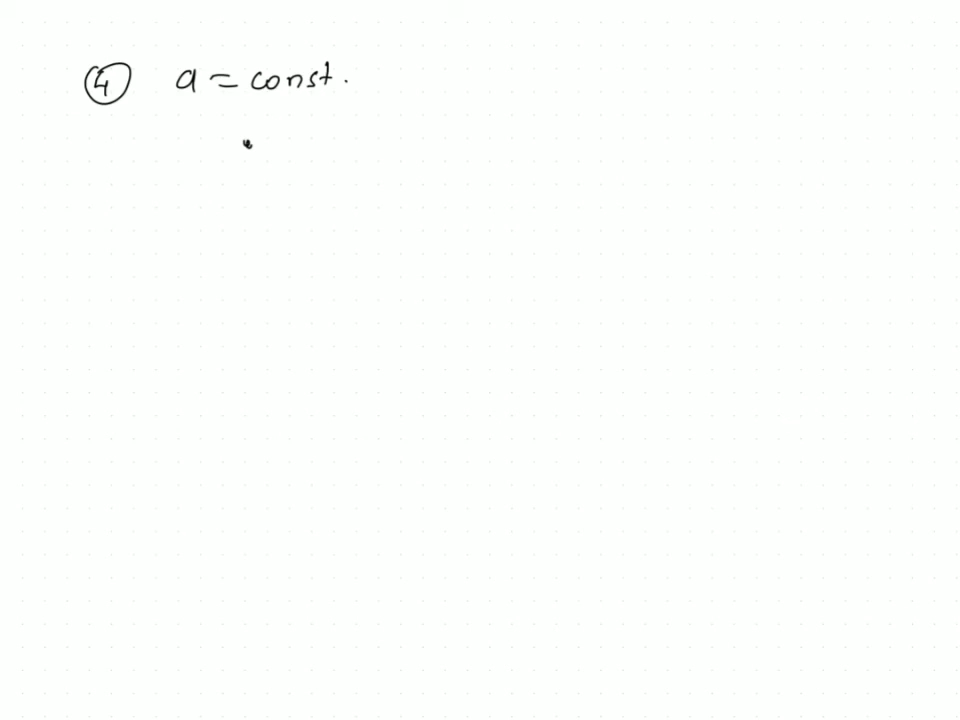 ④ a = const.